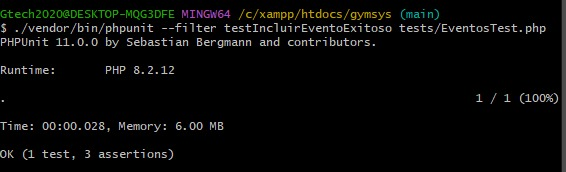 Gtech2020@DESKTOP-MQG3DFE MINGW64 /c/xampp/htdocs/gymsys (main)
$ ./vendor/bin/phpunit --filter testIncluirEventoExitoso tests/EventosTest.php
PHPUnit 11.0.0 by Sebastian Bergmann and contributors.
Runtime:       PHP 8.2.12
.                                                                   1 / 1 (100%)
Time: 00:00.028, Memory: 6.00 MB
OK (1 test, 3 assertions)